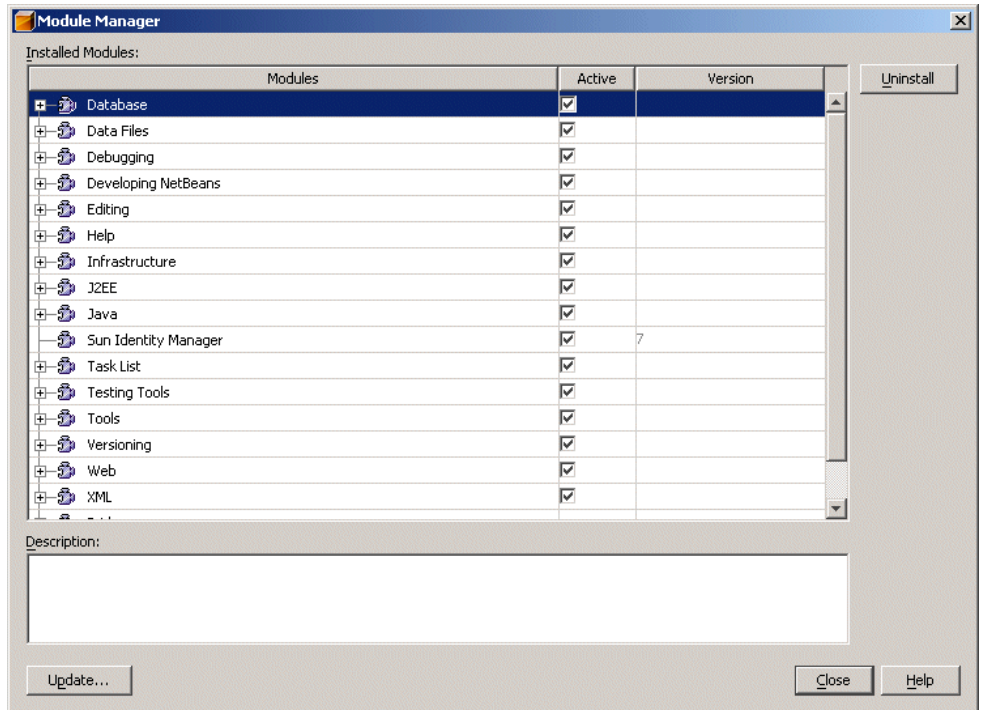 Module Manager
Installed Modules:
Modules Active Version
Uninstall
Database
Data Files
Debugging
Developing NetBeans
Editing
Help
Infrastructure
J2EE
Java
Sun Identity Manager 7
Task List
Testing Tools
Tools
Versioning
Web
XML
Description:
Update...
Close
Help